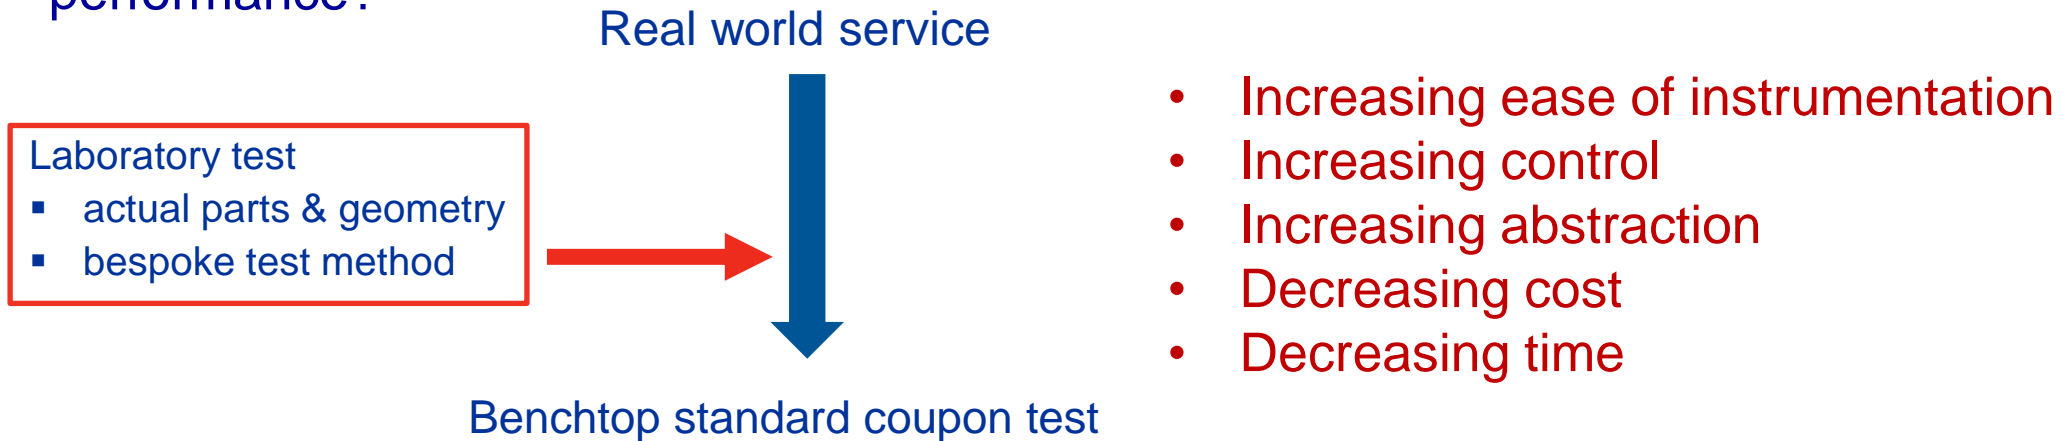 performance?
Real world service
Laboratory test
▪ actual parts & geometry
▪ bespoke test method
• Increasing ease of instrumentation
• Increasing control
• Increasing abstraction
• Decreasing cost
• Decreasing time
Benchtop standard coupon test